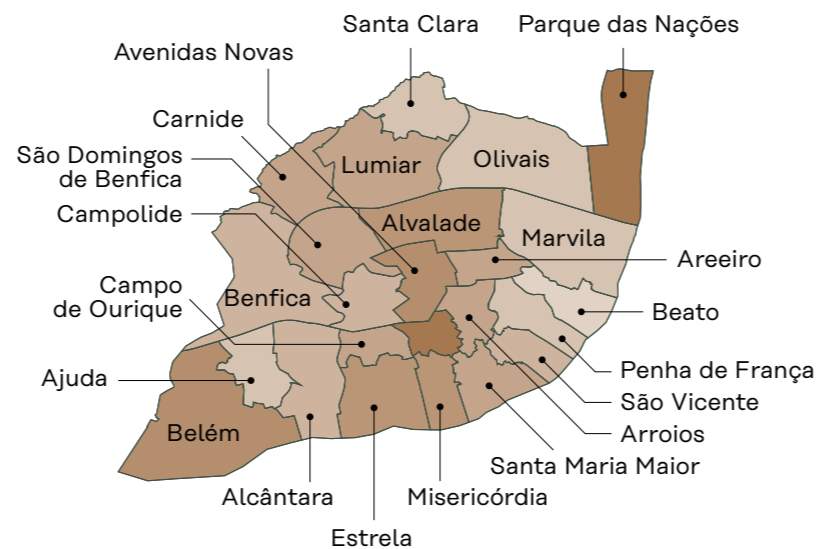 Santa Clara
Parque das Nações
Avenidas Novas
Carnide
São Domingos
de Benfica
Lumiar
Olivais
Campolide
Alvalade
Marvila
Areeiro
Campo
de Ourique
Benfica
Beato
Penha de França
Ajuda
São Vicente
Belém
Arroios
Santa Maria Maior
Alcântara
Misericórdia
Estrela